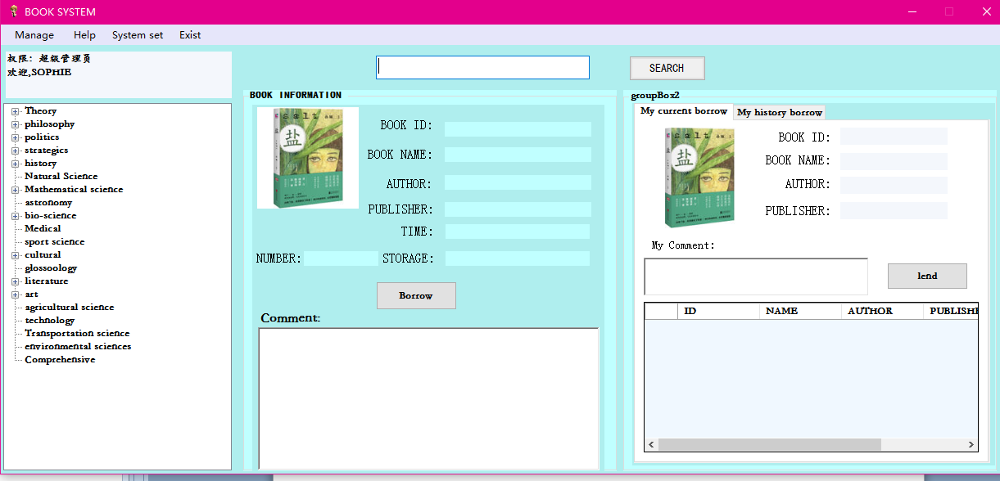 BOOK SYSTEM
Manage Help System set Exist
权限: 超级管理员
欢迎,SOPHIE
SEARCH
Theory
philosophy
politics
strategics
history
Natural Science
Mathematical science
astronomy
bio-science
Medical
sport science
cultural
glossoology
literature
art
agricultural science
technology
Transportation science
environmental sciences
Comprehensive
BOOK INFORMATION
salt
盐
BOOK ID:
BOOK NAME:
AUTHOR:
PUBLISHER:
TIME:
NUMBER: STORAGE:
Borrow
Comment:
groupBox2
My current borrow My history borrow
salt
盐
BOOK ID:
BOOK NAME:
AUTHOR:
PUBLISHER:
My Comment:
lend
ID NAME AUTHOR PUBLISHI